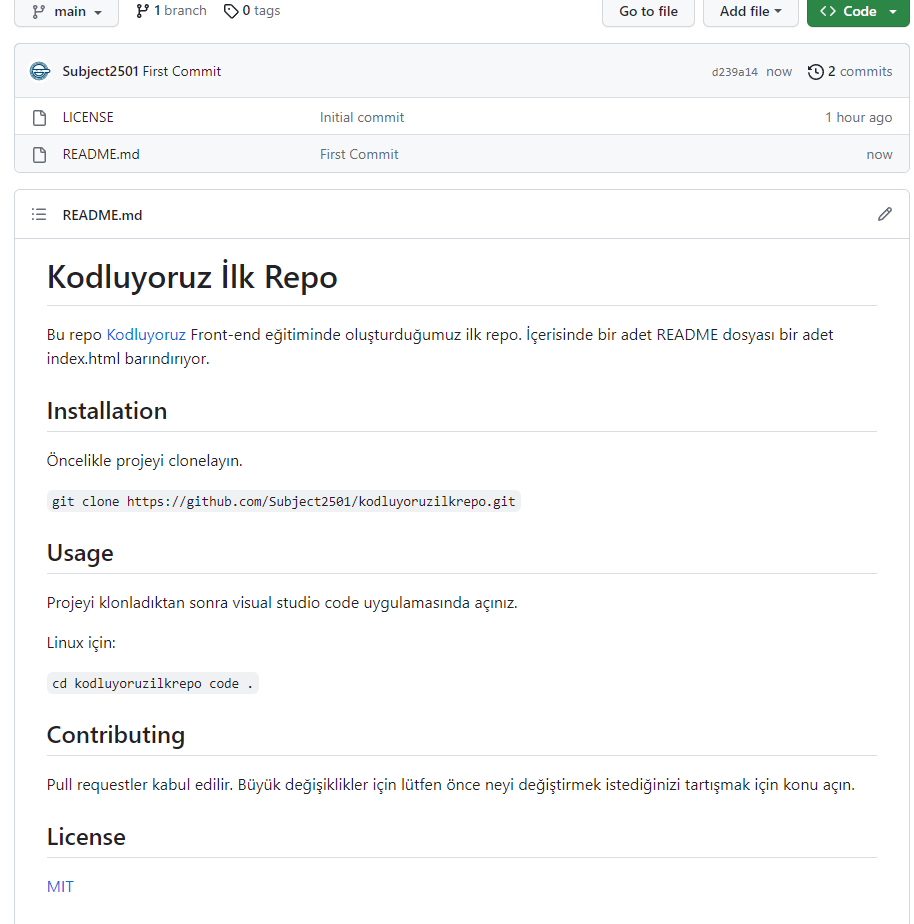 main 1 branch 0 tags Go to file Add file Code
Subject2501 First Commit d239a14 now 2 commits
LICENSE Initial commit 1 hour ago
README.md First Commit now
README.md
Kodluyoruz İlk Repo
Bu repo Kodluyoruz Front-end eğitiminde oluşturduğumuz ilk repo. İçerisinde bir adet README dosyası bir adet
index.html barındırıyor.
Installation
Öncelikle projeyi clonelayın.
git clone https://github.com/Subject2501/kodluyoruzilkrepo.git
Usage
Projeyi klonladıktan sonra visual studio code uygulamasında açınız.
Linux için:
cd kodluyoruzilkrepo code .
Contributing
Pull requestler kabul edilir. Büyük değişiklikler için lütfen önce neyi değiştirmek istediğinizi tartışmak için konu açın.
License
MIT